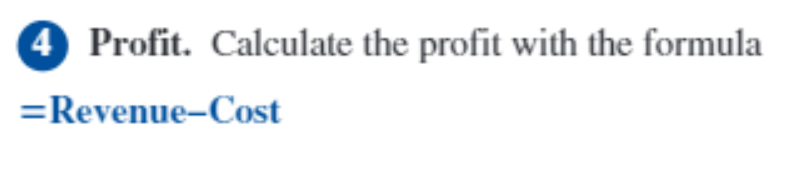 4 Profit. Calculate the profit with the formula
=Revenue–Cost